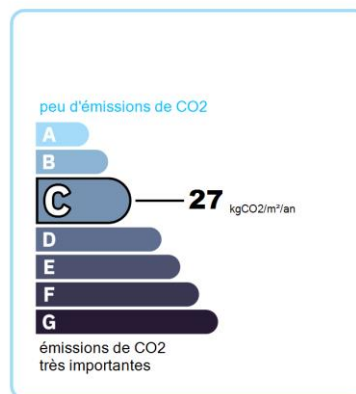 peu d'émissions de CO2
A
B
C 27 kgCO2/m²/an
D
E
F
G
émissions de CO2
très importantes